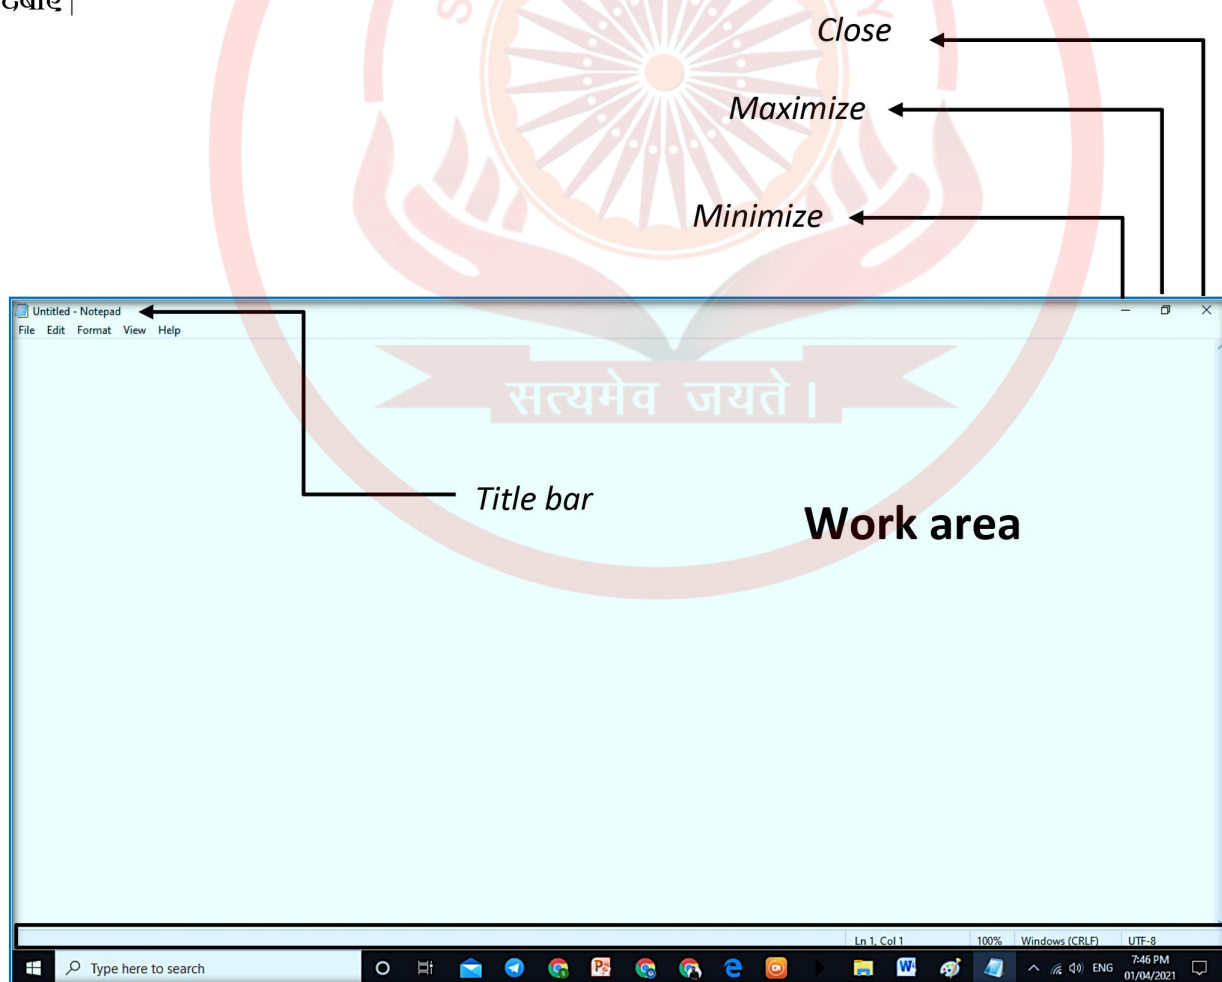 दबाए |
Close
Maximize
Minimize
Untitled - Notepad
File Edit Format View Help
सत्यमेव जयते।
Title bar
Work area
Ln 1, Col 1 100% Windows (CRLF) UTF-8
Type here to search
ENG
7:46 PM
01/04/2021